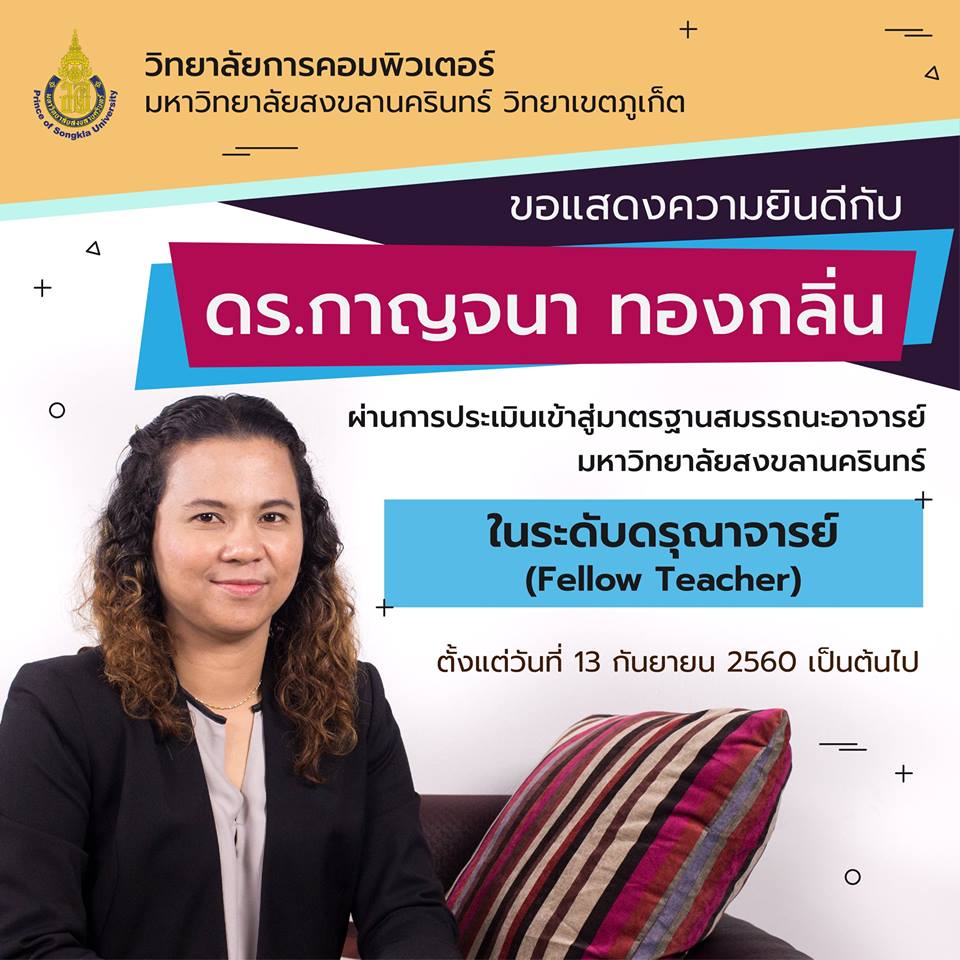 วิทยาลัยการคอมพิวเตอร์
มหาวิทยาลัยสงขลานครินทร์ วิทยาเขตภูเก็ต
Prince of Songkla University
ขอแสดงความยินดีกับ
ดร.กาญจนา ทองกลิ่น
ผ่านการประเมินเข้าสู่มาตรฐานสมรรถนะอาจารย์
มหาวิทยาลัยสงขลานครินทร์
ในระดับดรุณาจารย์
(Fellow Teacher)
ตั้งแต่วันที่ 13 กันยายน 2560 เป็นต้นไป